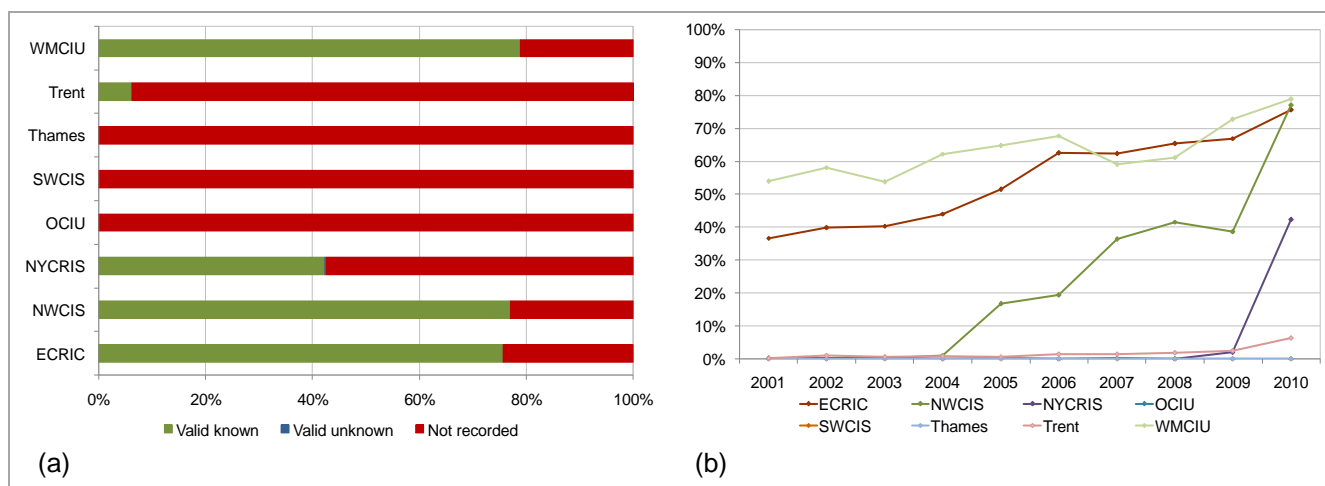 WMCIU
Trent
Thames
SWCIS
OCIU
NYCRIS
NWCIS
ECRIC
0% 20% 40% 60% 80% 100%
Valid known Valid unknown Not recorded
(a)
100%
90%
80%
70%
60%
50%
40%
30%
20%
10%
0%
2001 2002 2003 2004 2005 2006 2007 2008 2009 2010
ECRIC NWCIS NYCRIS OCIU
SWCIS Thames Trent WMCIU
(b)